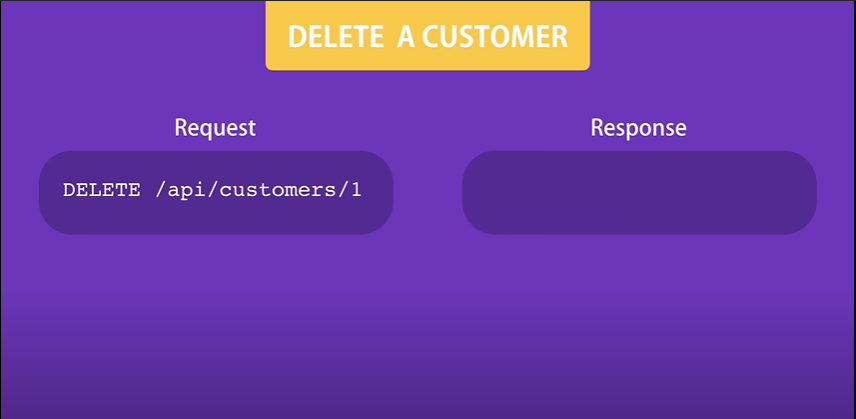 DELETE A CUSTOMER
Request
Response
DELETE /api/customers/1